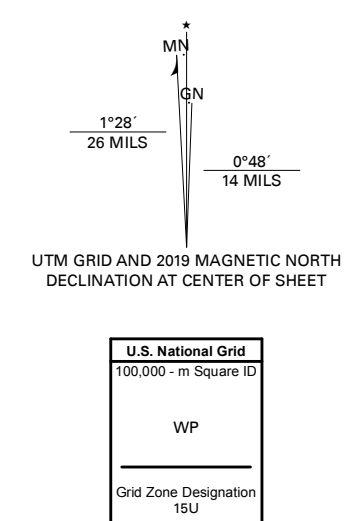 ★
MN
GN
1°28´
26 MILS
0°48´
14 MILS
UTM GRID AND 2019 MAGNETIC NORTH
DECLINATION AT CENTER OF SHEET
U.S. National Grid
100,000 - m Square ID
WP
Grid Zone Designation
15U